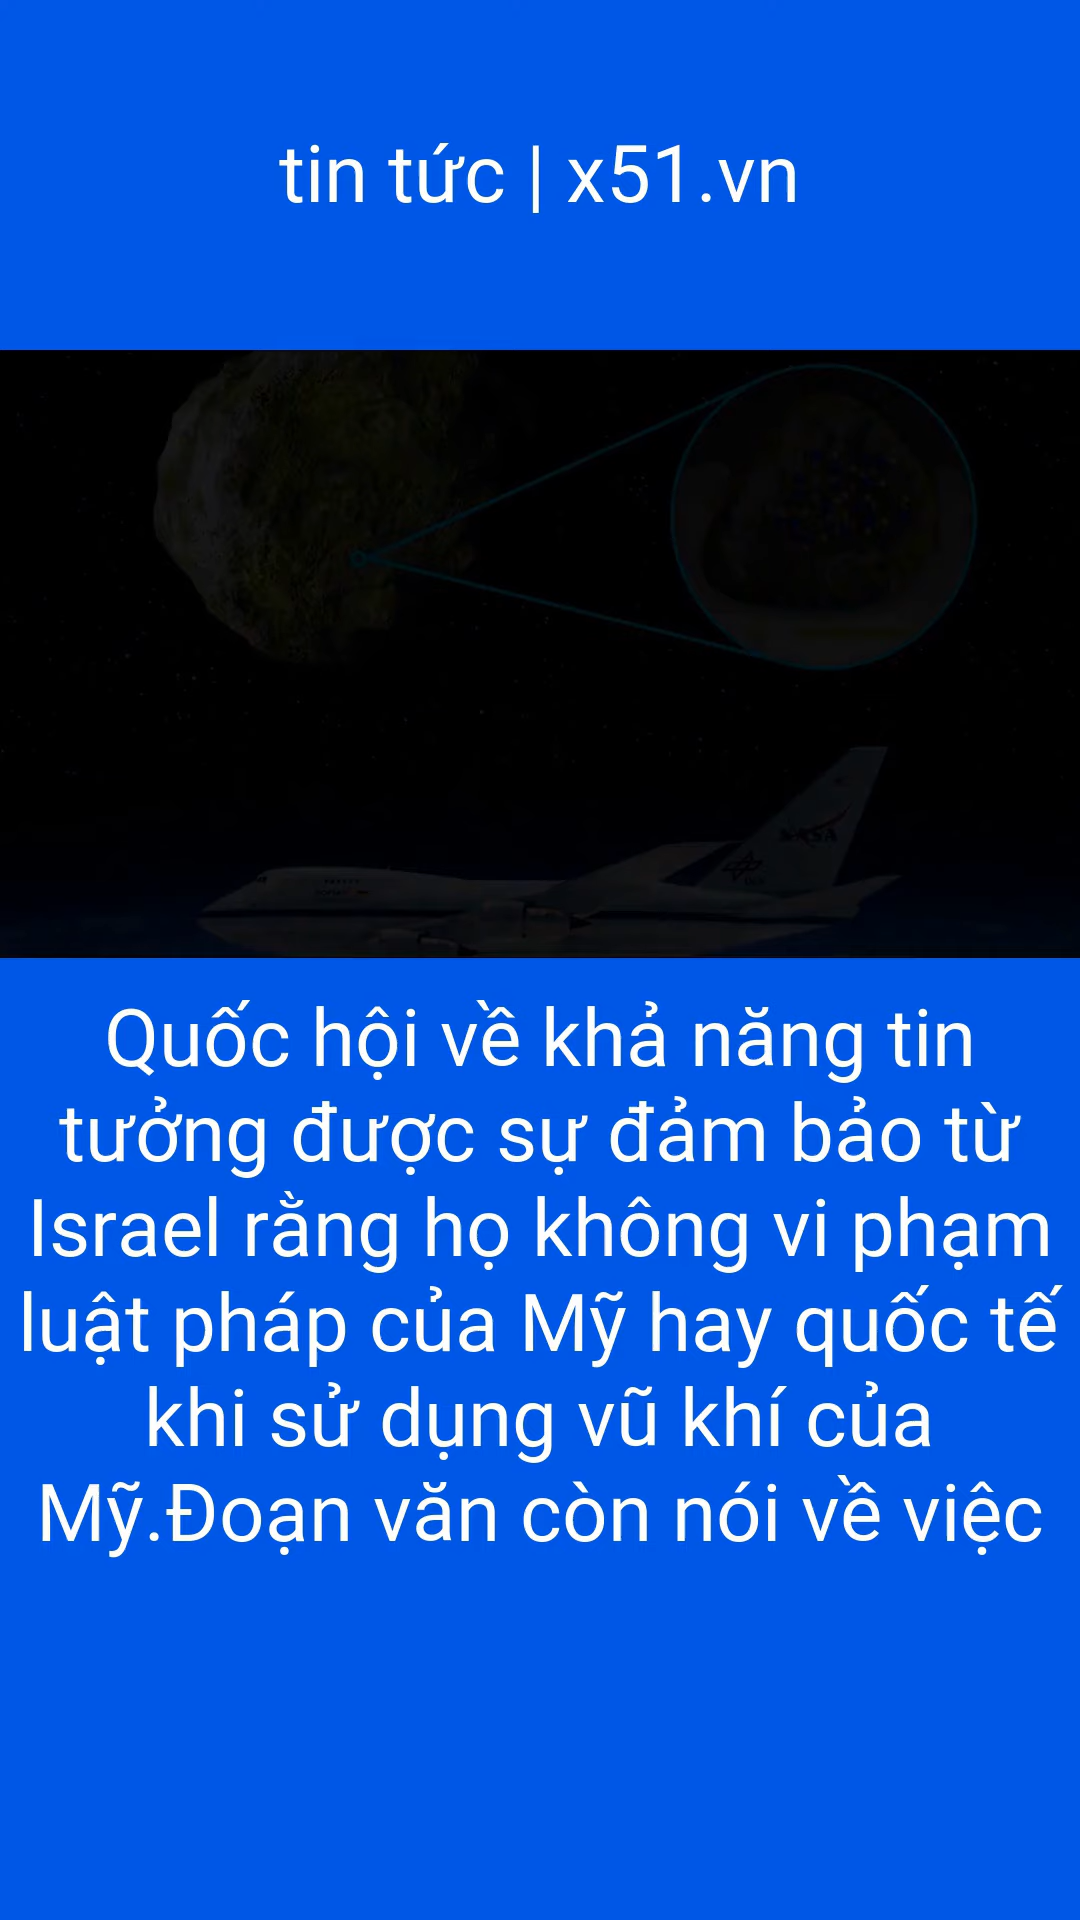 tin tức | x51.vn
NASA
Quốc hội về khả năng tin
tưởng được sự đảm bảo từ
Israel rằng họ không vi phạm
luật pháp của Mỹ hay quốc tế
khi sử dụng vũ khí của
Mỹ.Đoạn văn còn nói về việc